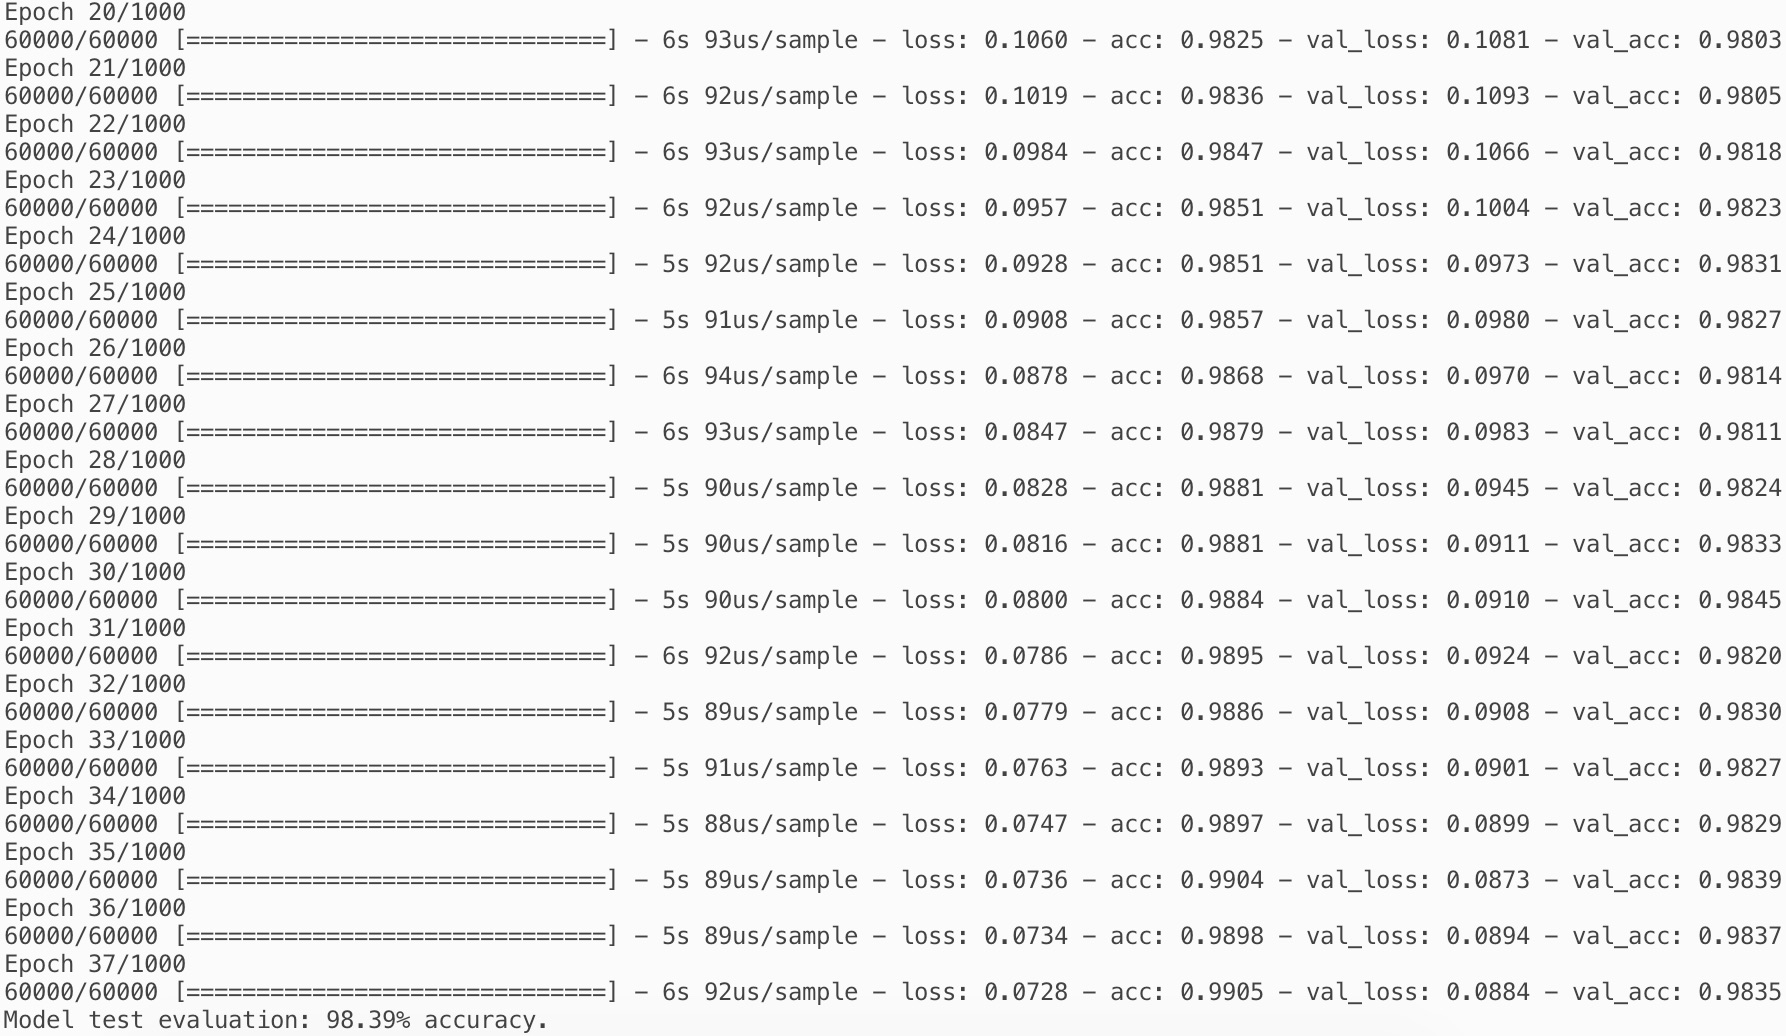 Epoch 20/1000
60000/60000 [==============================] - 6s 93us/sample - loss: 0.1060 - acc: 0.9825 - val_loss: 0.1081 - val_acc: 0.9803
Epoch 21/1000
60000/60000 [==============================] - 6s 92us/sample - loss: 0.1019 - acc: 0.9836 - val_loss: 0.1093 - val_acc: 0.9805
Epoch 22/1000
60000/60000 [==============================] - 6s 93us/sample - loss: 0.0984 - acc: 0.9847 - val_loss: 0.1066 - val_acc: 0.9818
Epoch 23/1000
60000/60000 [==============================] - 6s 92us/sample - loss: 0.0957 - acc: 0.9851 - val_loss: 0.1004 - val_acc: 0.9823
Epoch 24/1000
60000/60000 [==============================] - 5s 92us/sample - loss: 0.0928 - acc: 0.9851 - val_loss: 0.0973 - val_acc: 0.9831
Epoch 25/1000
60000/60000 [==============================] - 5s 91us/sample - loss: 0.0908 - acc: 0.9857 - val_loss: 0.0980 - val_acc: 0.9827
Epoch 26/1000
60000/60000 [==============================] - 6s 94us/sample - loss: 0.0878 - acc: 0.9868 - val_loss: 0.0970 - val_acc: 0.9814
Epoch 27/1000
60000/60000 [==============================] - 6s 93us/sample - loss: 0.0847 - acc: 0.9879 - val_loss: 0.0983 - val_acc: 0.9811
Epoch 28/1000
60000/60000 [==============================] - 5s 90us/sample - loss: 0.0828 - acc: 0.9881 - val_loss: 0.0945 - val_acc: 0.9824
Epoch 29/1000
60000/60000 [==============================] - 5s 90us/sample - loss: 0.0816 - acc: 0.9881 - val_loss: 0.0911 - val_acc: 0.9833
Epoch 30/1000
60000/60000 [==============================] - 5s 90us/sample - loss: 0.0800 - acc: 0.9884 - val_loss: 0.0910 - val_acc: 0.9845
Epoch 31/1000
60000/60000 [==============================] - 6s 92us/sample - loss: 0.0786 - acc: 0.9895 - val_loss: 0.0924 - val_acc: 0.9820
Epoch 32/1000
60000/60000 [==============================] - 5s 89us/sample - loss: 0.0779 - acc: 0.9886 - val_loss: 0.0908 - val_acc: 0.9830
Epoch 33/1000
60000/60000 [==============================] - 5s 91us/sample - loss: 0.0763 - acc: 0.9893 - val_loss: 0.0901 - val_acc: 0.9827
Epoch 34/1000
60000/60000 [==============================] - 5s 88us/sample - loss: 0.0747 - acc: 0.9897 - val_loss: 0.0899 - val_acc: 0.9829
Epoch 35/1000
60000/60000 [==============================] - 5s 89us/sample - loss: 0.0736 - acc: 0.9904 - val_loss: 0.0873 - val_acc: 0.9839
Epoch 36/1000
60000/60000 [==============================] - 5s 89us/sample - loss: 0.0734 - acc: 0.9898 - val_loss: 0.0894 - val_acc: 0.9837
Epoch 37/1000
60000/60000 [==============================] - 6s 92us/sample - loss: 0.0728 - acc: 0.9905 - val_loss: 0.0884 - val_acc: 0.9835
Model test evaluation: 98.39% accuracy.